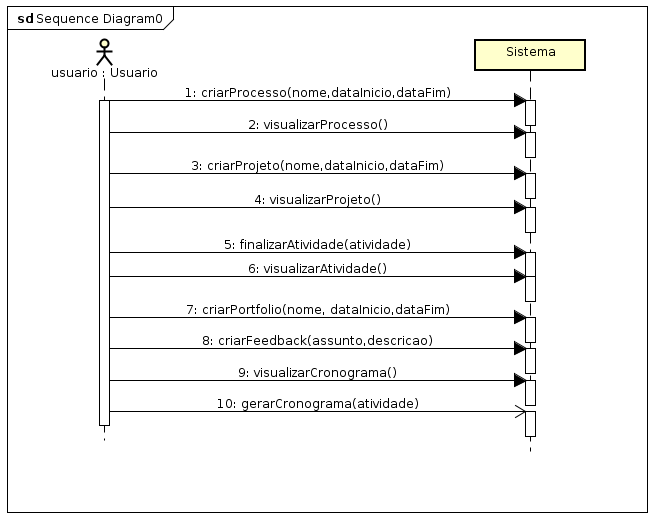 sd Sequence Diagram0
usuario : Usuario
Sistema
1: criarProcesso(nome,dataInicio,dataFim)
2: visualizarProcesso()
3: criarProjeto(nome,dataInicio,dataFim)
4: visualizarProjeto()
5: finalizarAtividade(atividade)
6: visualizarAtividade()
7: criarPortfolio(nome, dataInicio,dataFim)
8: criarFeedback(assunto,descricao)
9: visualizarCronograma()
10: gerarCronograma(atividade)